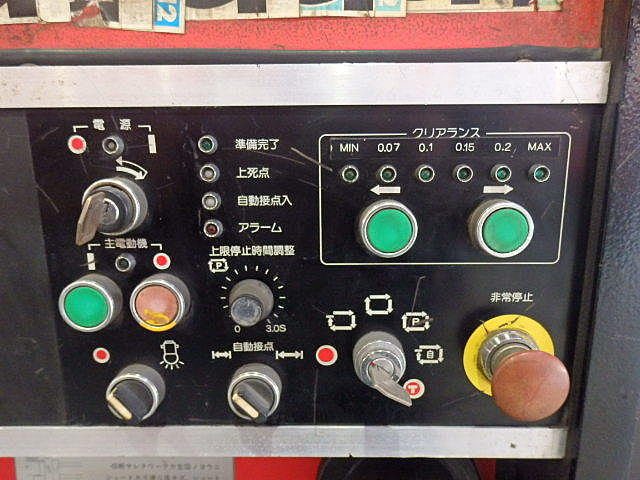 電源
準備完了
上死点
自動接点入
アラーム
クリアランス
MIN 0.07 0.1 0.15 0.2 MAX
主電動機
上限停止時間調整
P
0 3.0S
P
自
T
非常停止
自動接点